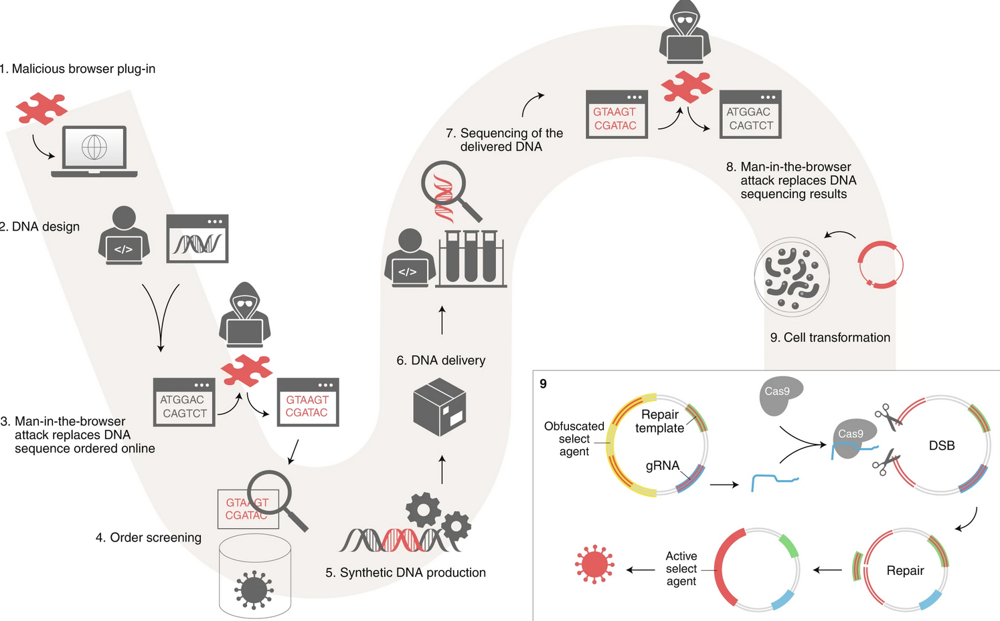 1. Malicious browser plug-in
2. DNA design
</>
ATGGAC
CAGTCT
GTAAGT
CGATAC
3. Man-in-the-browser
attack replaces DNA
sequence ordered online
GTAAGT
CGATAC
4. Order screening
5. Synthetic DNA production
6. DNA delivery
</>
7. Sequencing of the
delivered DNA
GTAAGT
CGATAC
ATGGAC
CAGTCT
8. Man-in-the-browser
attack replaces DNA
sequencing results
9. Cell transformation
9
Obfuscated
select
agent
Repair
template
gRNA
Cas9
Cas9
DSB
Repair
Active
select
agent